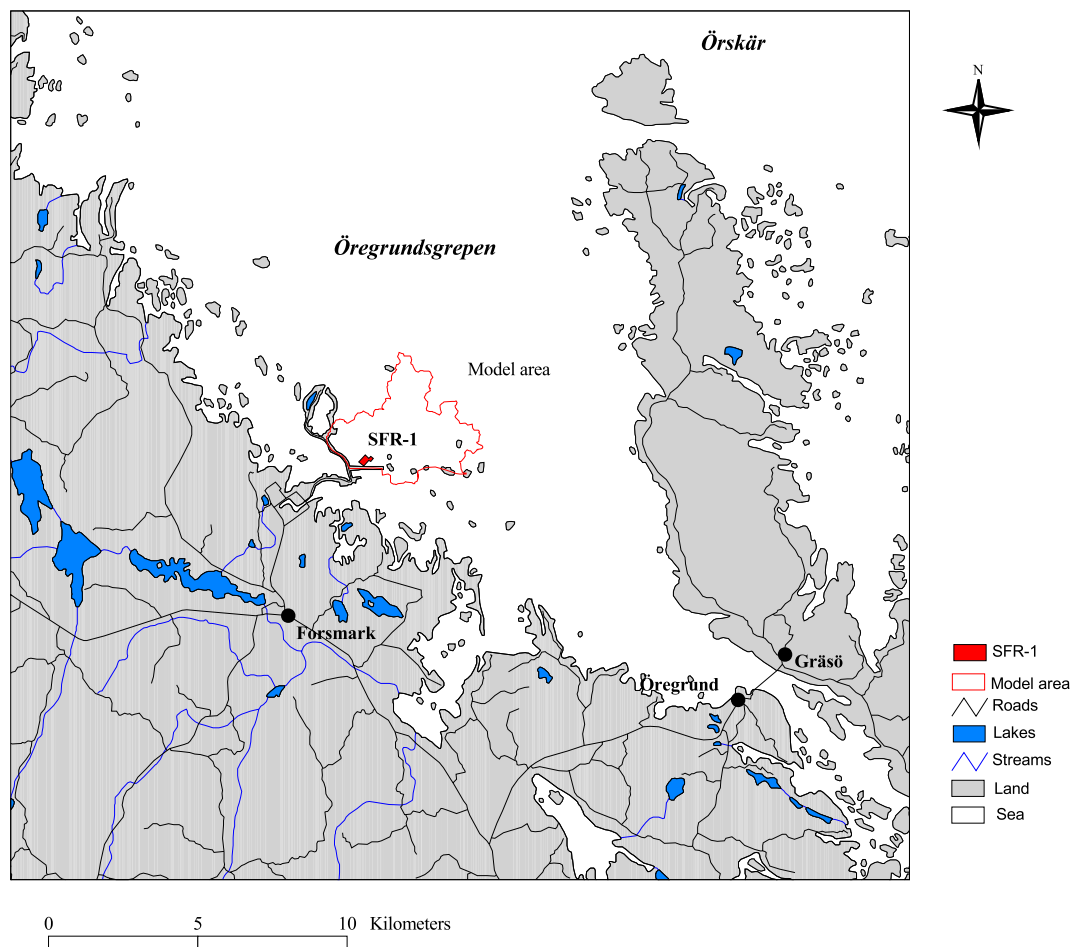 Örskär
N
Öregrundsgrepen
Model area
SFR-1
Forsmark
Gräsö
Öregrund
SFR-1
Model area
Roads
Lakes
Streams
Land
Sea
0 5 10 Kilometers